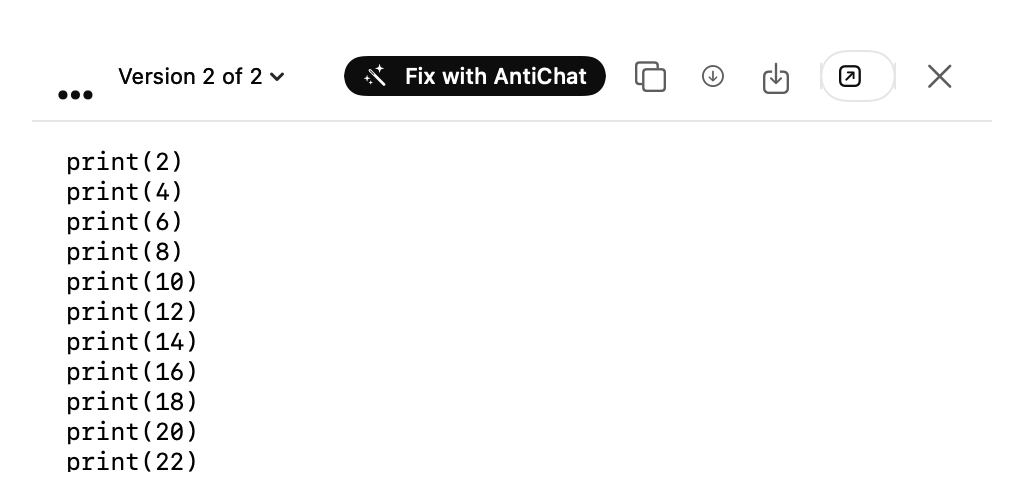 Version 2 of 2
Fix with AntiChat
print(2)
print(4)
print(6)
print(8)
print(10)
print(12)
print(14)
print(16)
print(18)
print(20)
print(22)